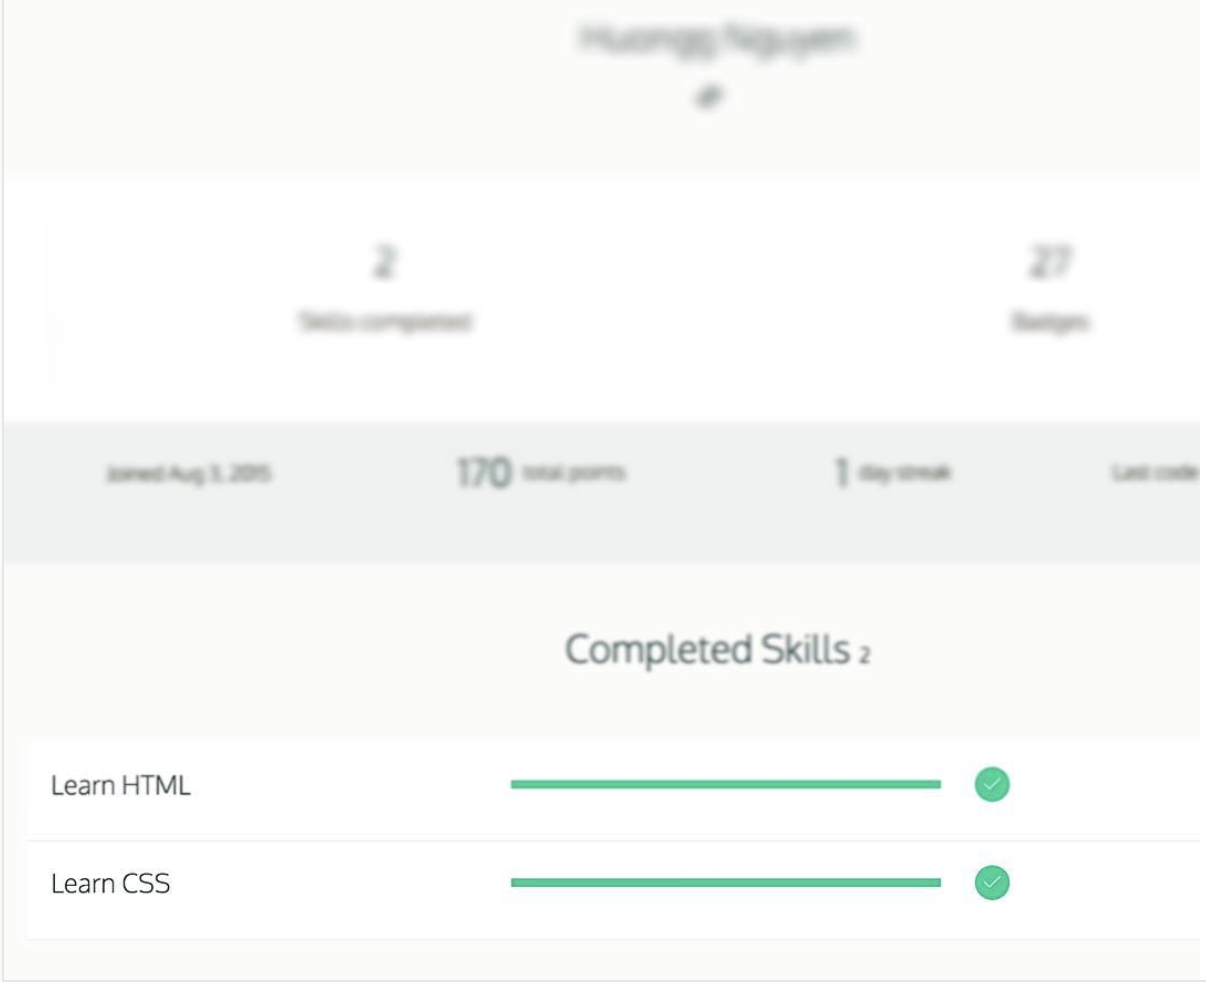 Huongg Nguyen
2
27
Skills completed
Badges
Joined Aug 3, 2015
170 total points
1 day streak
Last code
Completed Skills 2
Learn HTML
Learn CSS